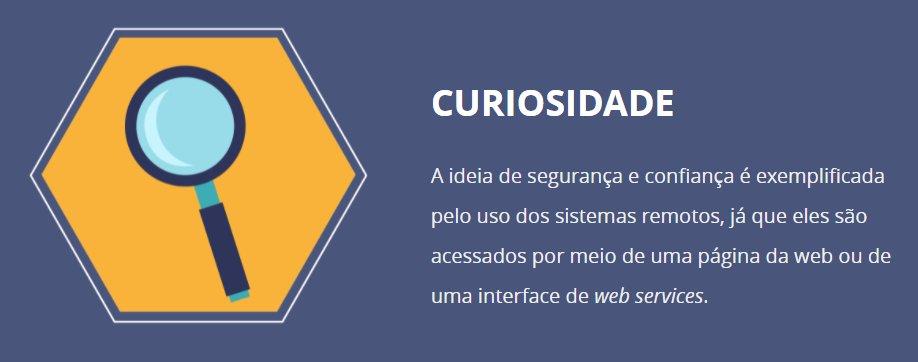 CURIOSIDADE
A ideia de segurança e confiança é exemplificada
pelo uso dos sistemas remotos, já que eles são
acessados por meio de uma página da web ou de
uma interface de web services.